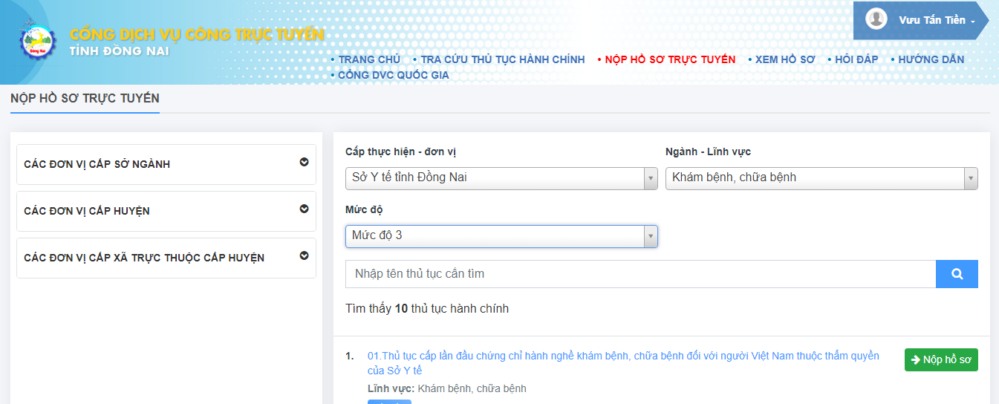 Vưu Tấn Tiền
CỔNG DỊCH VỤ CÔNG TRỰC TUYẾN
TỈNH ĐỒNG NAI
Đồng Nai
• TRANG CHỦ • TRA CỨU THỦ TỤC HÀNH CHÍNH • NỘP HỒ SƠ TRỰC TUYẾN • XEM HỒ SƠ • HỎI ĐÁP • HƯỚNG DẪN
• CỔNG DVC QUỐC GIA
NỘP HỒ SƠ TRỰC TUYẾN
CÁC ĐƠN VỊ CẤP SỞ NGÀNH
CÁC ĐƠN VỊ CẤP HUYỆN
CÁC ĐƠN VỊ CẤP XÃ TRỰC THUỘC CẤP HUYỆN
Cấp thực hiện - đơn vị
Sở Y tế tỉnh Đồng Nai
Ngành - Lĩnh vực
Khám bệnh, chữa bệnh
Mức độ
Mức độ 3
Nhập tên thủ tục cần tìm
Tìm thấy 10 thủ tục hành chính
1. 01.Thủ tục cấp lần đầu chứng chỉ hành nghề khám bệnh, chữa bệnh đối với người Việt Nam thuộc thẩm quyền
của Sở Y tế
Nộp hồ sơ
Lĩnh vực: Khám bệnh, chữa bệnh